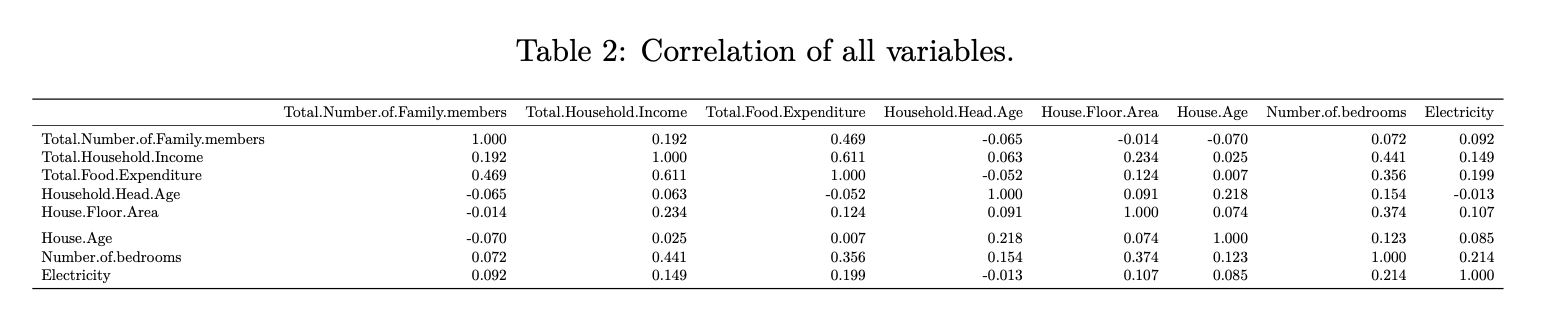 Table 2: Correlation of all variables.
Total.Number.of.Family.members Total.Household.Income Total.Food.Expenditure Household.Head.Age House.Floor.Area House.Age Number.of.bedrooms Electricity
Total.Number.of.Family.members 1.000 0.192 0.469 -0.065 -0.014 -0.070 0.072 0.092
Total.Household.Income 0.192 1.000 0.611 0.063 0.234 0.025 0.441 0.149
Total.Food.Expenditure 0.469 0.611 1.000 -0.052 0.124 0.007 0.356 0.199
Household.Head.Age -0.065 0.063 -0.052 1.000 0.091 0.218 0.154 -0.013
House.Floor.Area -0.014 0.234 0.124 0.091 1.000 0.074 0.374 0.107
House.Age -0.070 0.025 0.007 0.218 0.074 1.000 0.123 0.085
Number.of.bedrooms 0.072 0.441 0.356 0.154 0.374 0.123 1.000 0.214
Electricity 0.092 0.149 0.199 -0.013 0.107 0.085 0.214 1.000